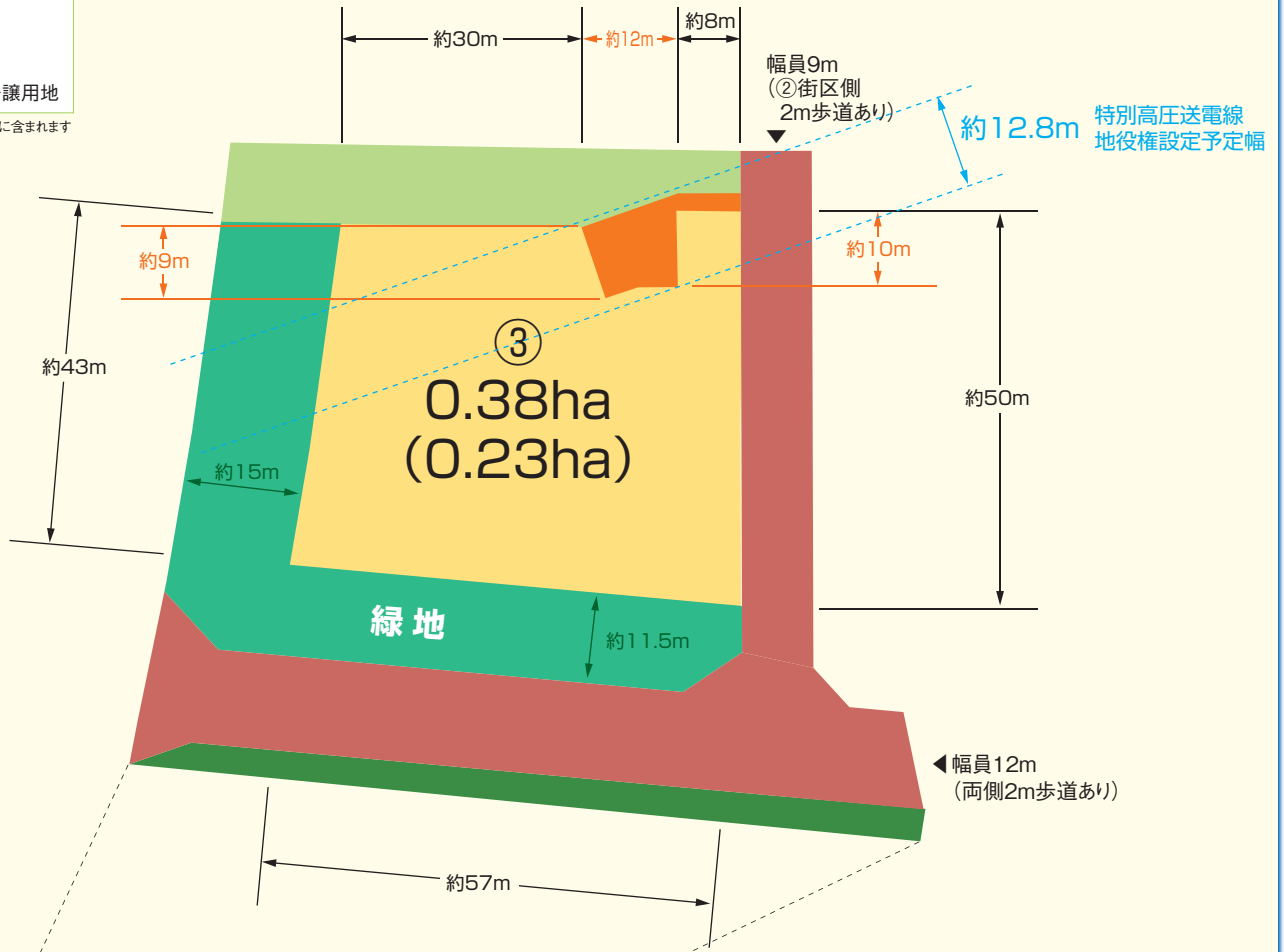 譲用地
に含まれます
約30m
約12m
約8m
幅員9m
(②街区側
2m歩道あり)
約12.8m
特別高圧送電線
地役権設定予定幅
約9m
約10m
約43m
③
0.38ha
(0.23ha)
約50m
約15m
緑地
約11.5m
幅員12m
(両側2m歩道あり)
約57m